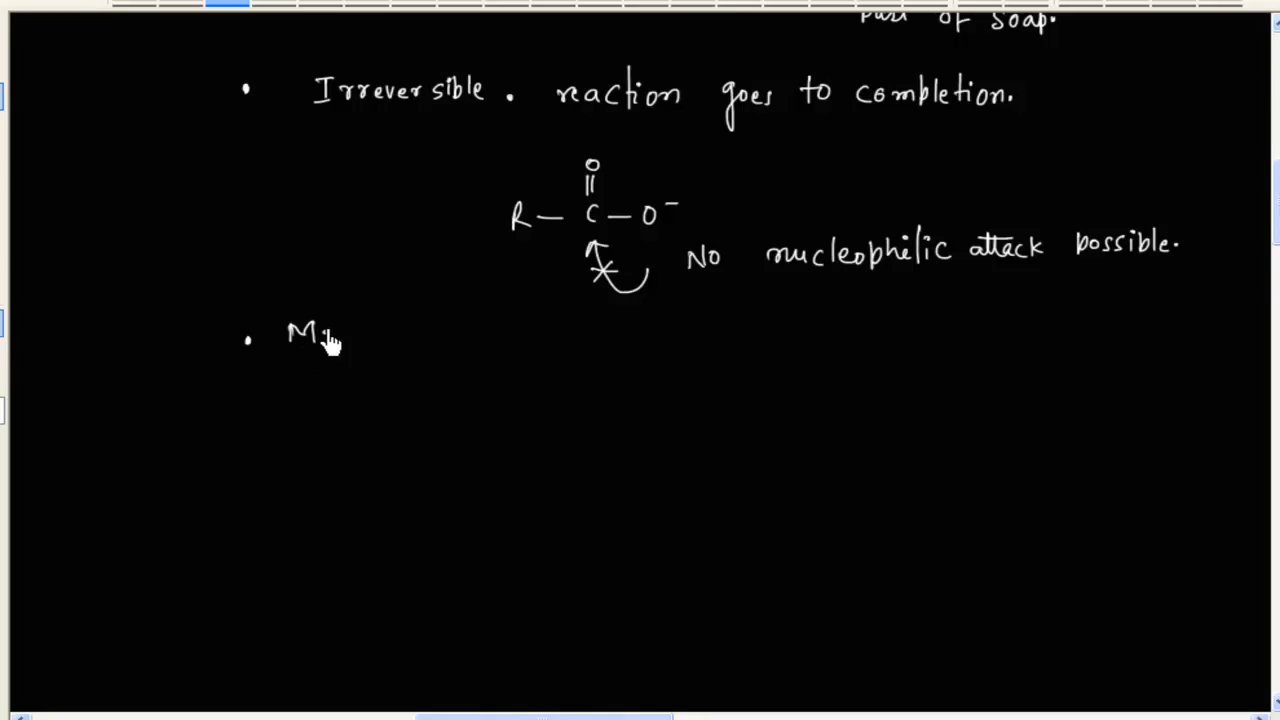 of soap.
• Irreversible. reaction goes to completion.
O
||
R — C — O⁻
No nucleophilic attack possible.
• M